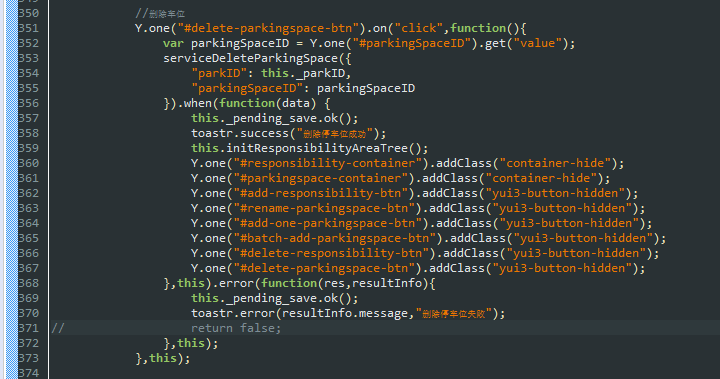 350 //删除车位
351 Y.one("#delete-parkingspace-btn").on("click",function(){
352 var parkingSpaceID = Y.one("#parkingSpaceID").get("value");
353 serviceDeleteParkingSpace({
354 "parkID": this._parkID,
355 "parkingSpaceID": parkingSpaceID
356 }).when(function(data) {
357 this._pending_save.ok();
358 toastr.success("删除停车位成功");
359 this.initResponsibilityAreaTree();
360 Y.one("#responsibility-container").addClass("container-hide");
361 Y.one("#parkingspace-container").addClass("container-hide");
362 Y.one("#add-responsibility-btn").addClass("yui3-button-hidden");
363 Y.one("#rename-parkingspace-btn").addClass("yui3-button-hidden");
364 Y.one("#add-one-parkingspace-btn").addClass("yui3-button-hidden");
365 Y.one("#batch-add-parkingspace-btn").addClass("yui3-button-hidden");
366 Y.one("#delete-responsibility-btn").addClass("yui3-button-hidden");
367 Y.one("#delete-parkingspace-btn").addClass("yui3-button-hidden");
368 },this).error(function(res,resultInfo){
369 this._pending_save.ok();
370 toastr.error(resultInfo.message,"删除停车位失败");
371 // return false;
372 },this);
373 },this);
374